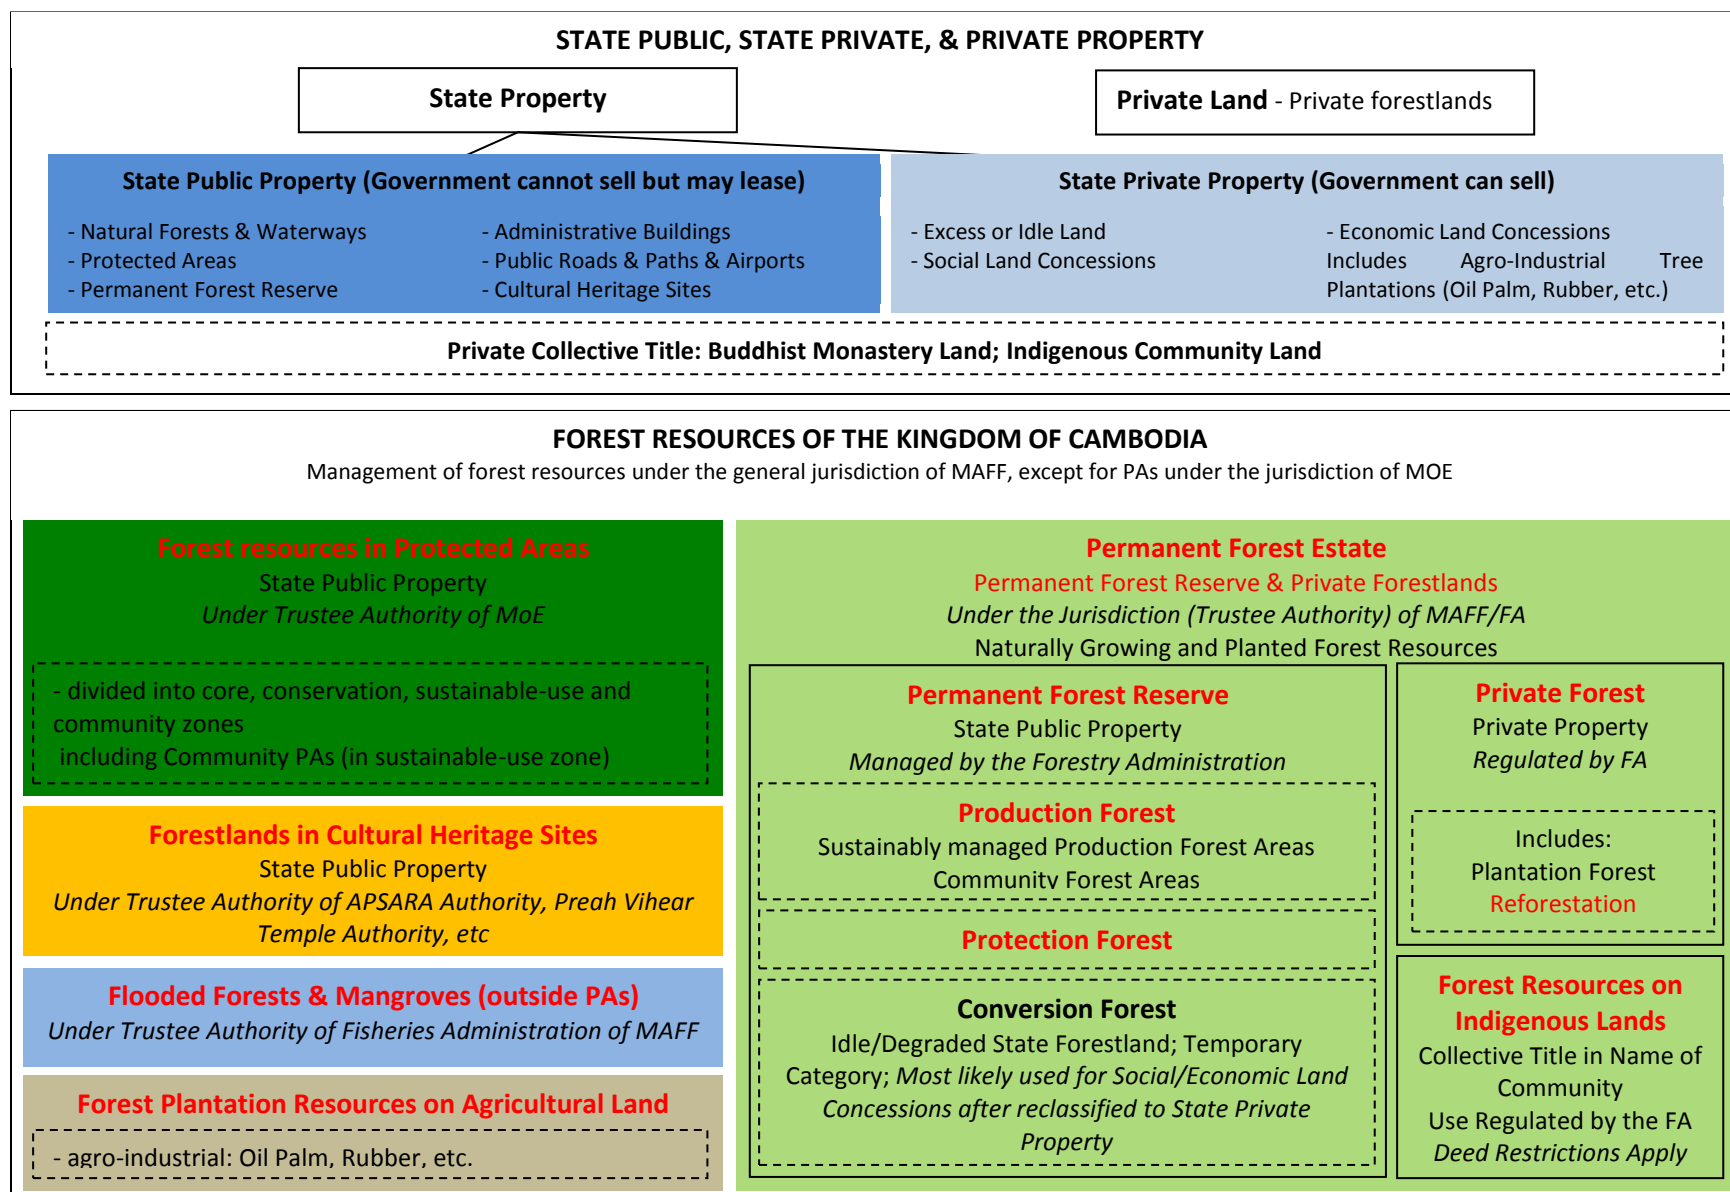 STATE PUBLIC, STATE PRIVATE, & PRIVATE PROPERTY
State Property
Private Land - Private forestlands
State Public Property (Government cannot sell but may lease)
- Natural Forests & Waterways
- Protected Areas
- Permanent Forest Reserve
- Administrative Buildings
- Public Roads & Paths & Airports
- Cultural Heritage Sites
State Private Property (Government can sell)
- Excess or Idle Land
- Social Land Concessions
- Economic Land Concessions
Includes Agro-Industrial Tree
Plantations (Oil Palm, Rubber, etc.)
Private Collective Title: Buddhist Monastery Land; Indigenous Community Land
FOREST RESOURCES OF THE KINGDOM OF CAMBODIA
Management of forest resources under the general jurisdiction of MAFF, except for PAs under the jurisdiction of MOE
Forest resources in Protected Areas
State Public Property
Under Trustee Authority of MoE
- divided into core, conservation, sustainable-use and
community zones
including Community PAs (in sustainable-use zone)
Forestlands in Cultural Heritage Sites
State Public Property
Under Trustee Authority of APSARA Authority, Preah Vihear
Temple Authority, etc
Flooded Forests & Mangroves (outside PAs)
Under Trustee Authority of Fisheries Administration of MAFF
Forest Plantation Resources on Agricultural Land
- agro-industrial: Oil Palm, Rubber, etc.
Permanent Forest Estate
Permanent Forest Reserve & Private Forestlands
Under the Jurisdiction (Trustee Authority) of MAFF/FA
Naturally Growing and Planted Forest Resources
Permanent Forest Reserve
State Public Property
Managed by the Forestry Administration
Production Forest
Sustainably managed Production Forest Areas
Community Forest Areas
Protection Forest
Conversion Forest
Idle/Degraded State Forestland; Temporary
Category; Most likely used for Social/Economic Land
Concessions after reclassified to State Private
Property
Private Forest
Private Property
Regulated by FA
Includes:
Plantation Forest
Reforestation
Forest Resources on
Indigenous Lands
Collective Title in Name of
Community
Use Regulated by the FA
Deed Restrictions Apply